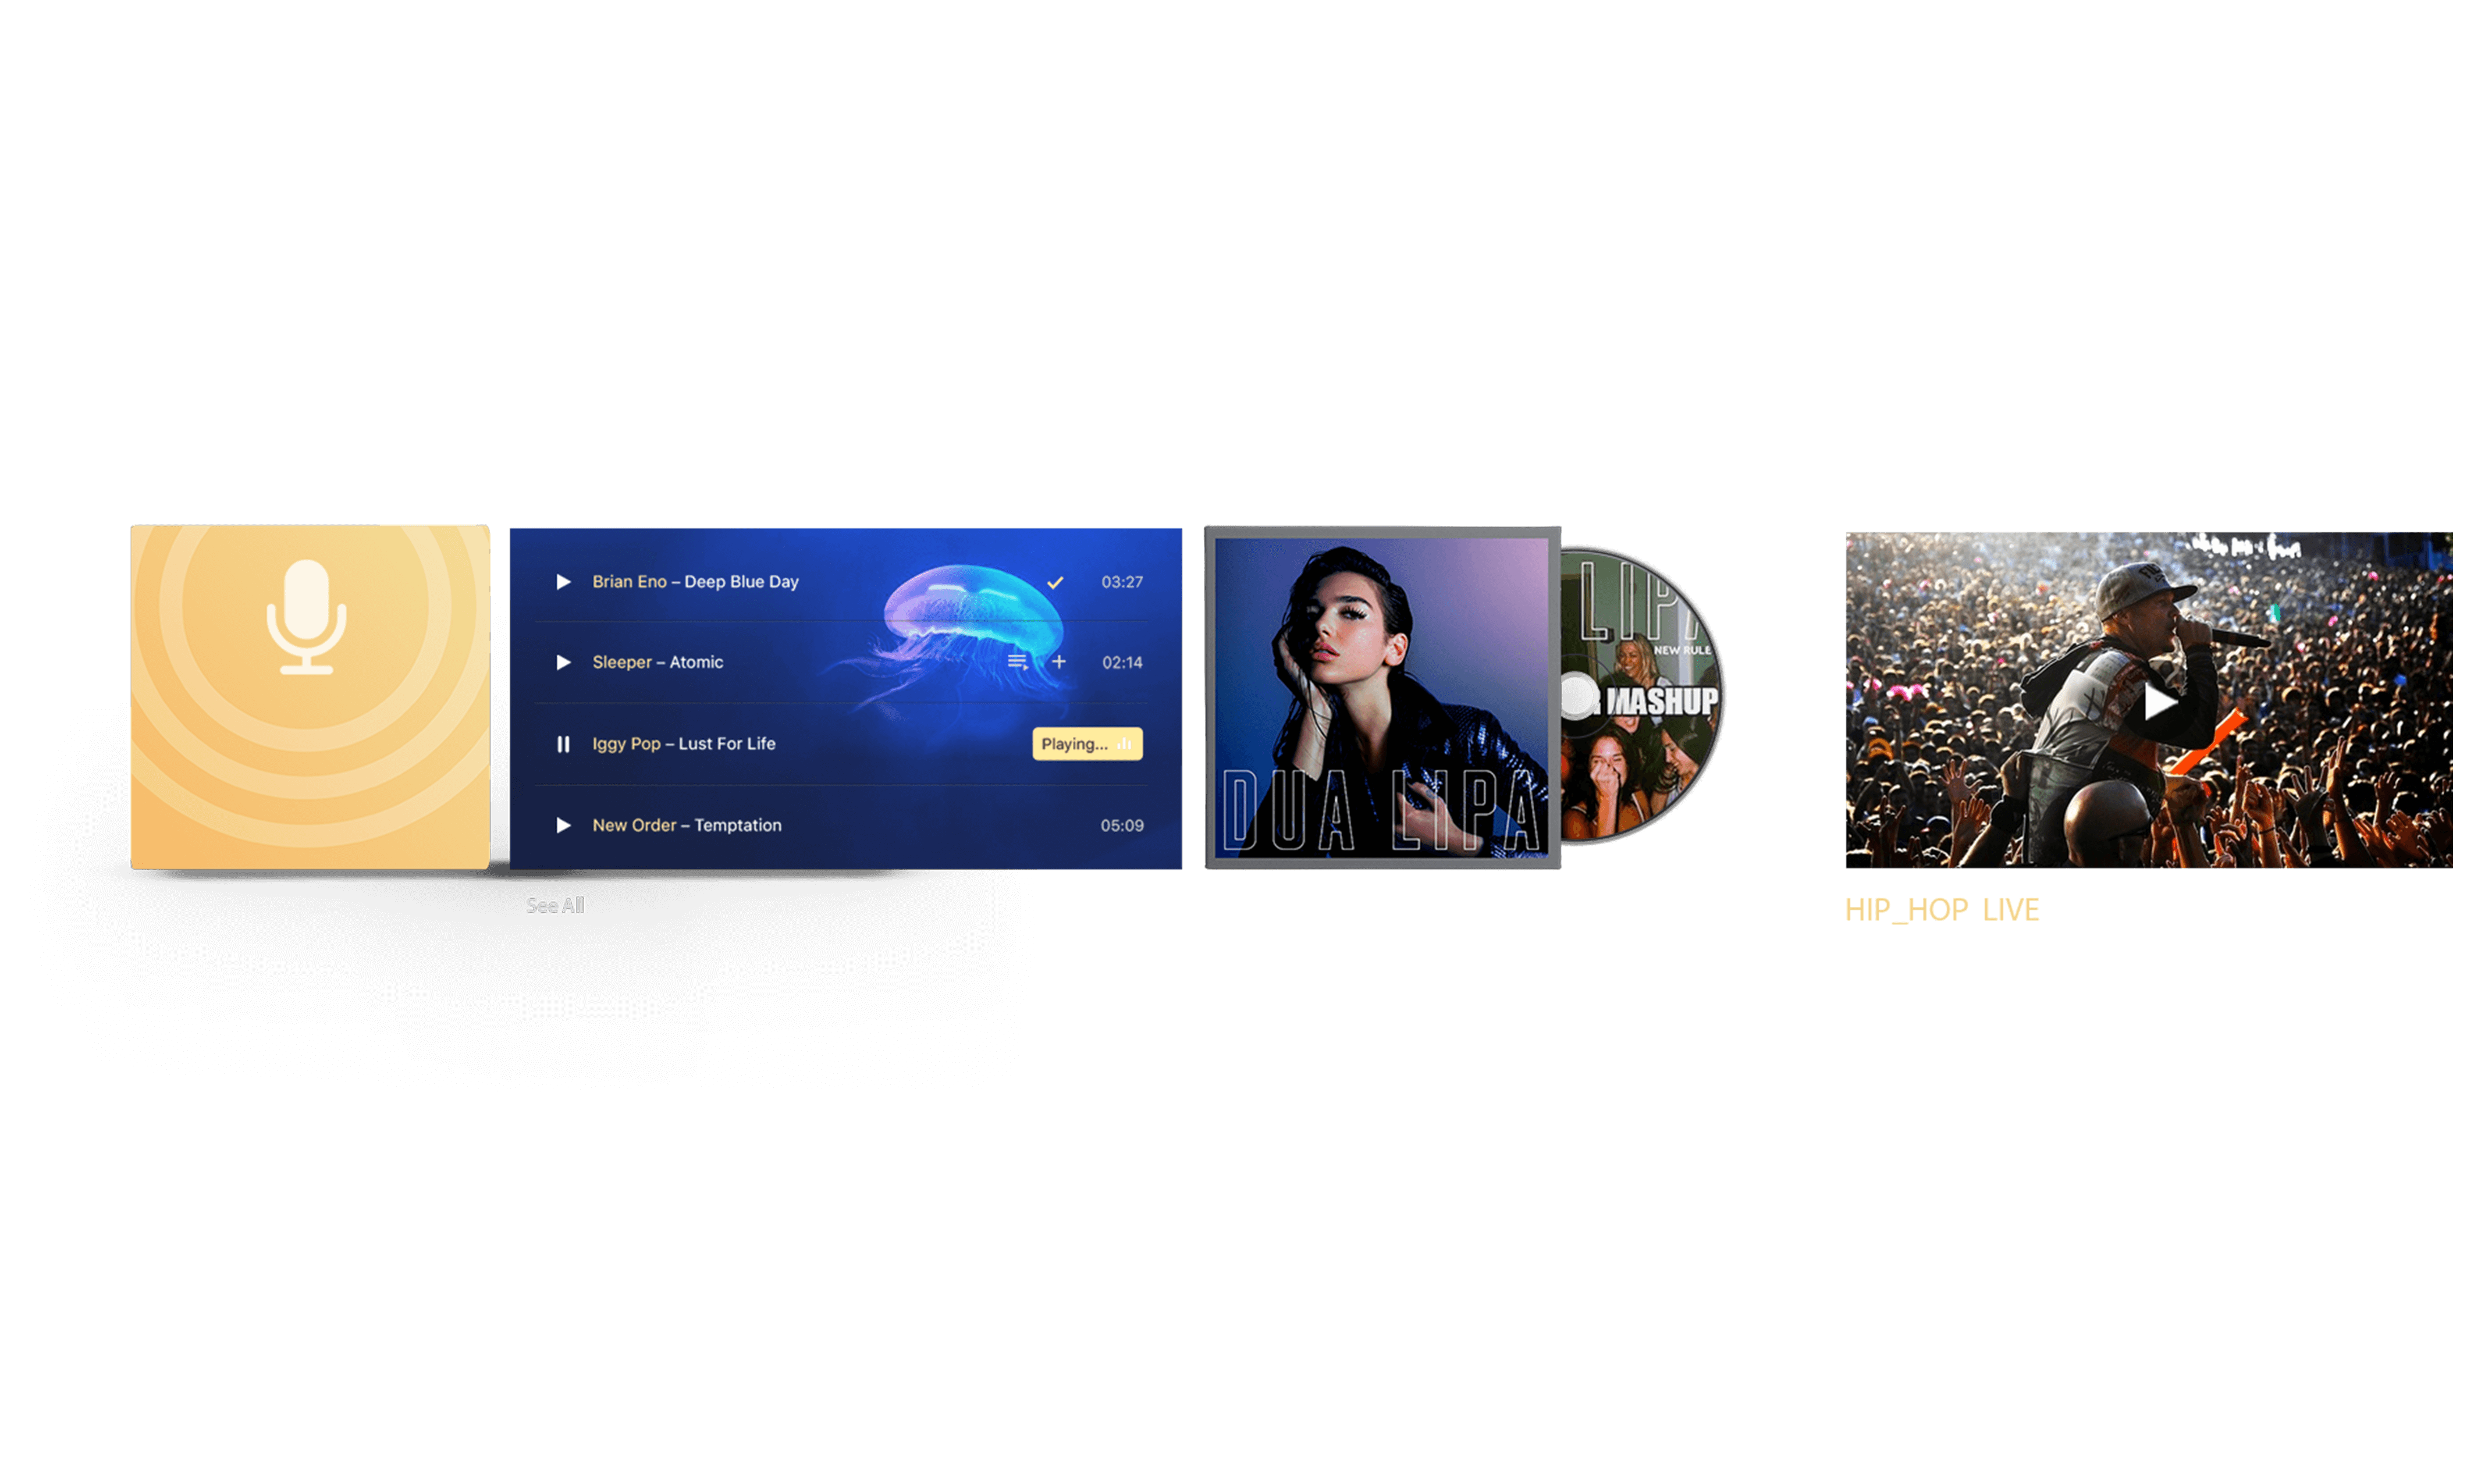 Brian Eno – Deep Blue Day 03:27
Sleeper – Atomic 02:14
Iggy Pop – Lust For Life Playing...
New Order – Temptation 05:09
See All
DUA LIPA
LIPA
NEW RULE
MASHUP
HIP_HOP LIVE